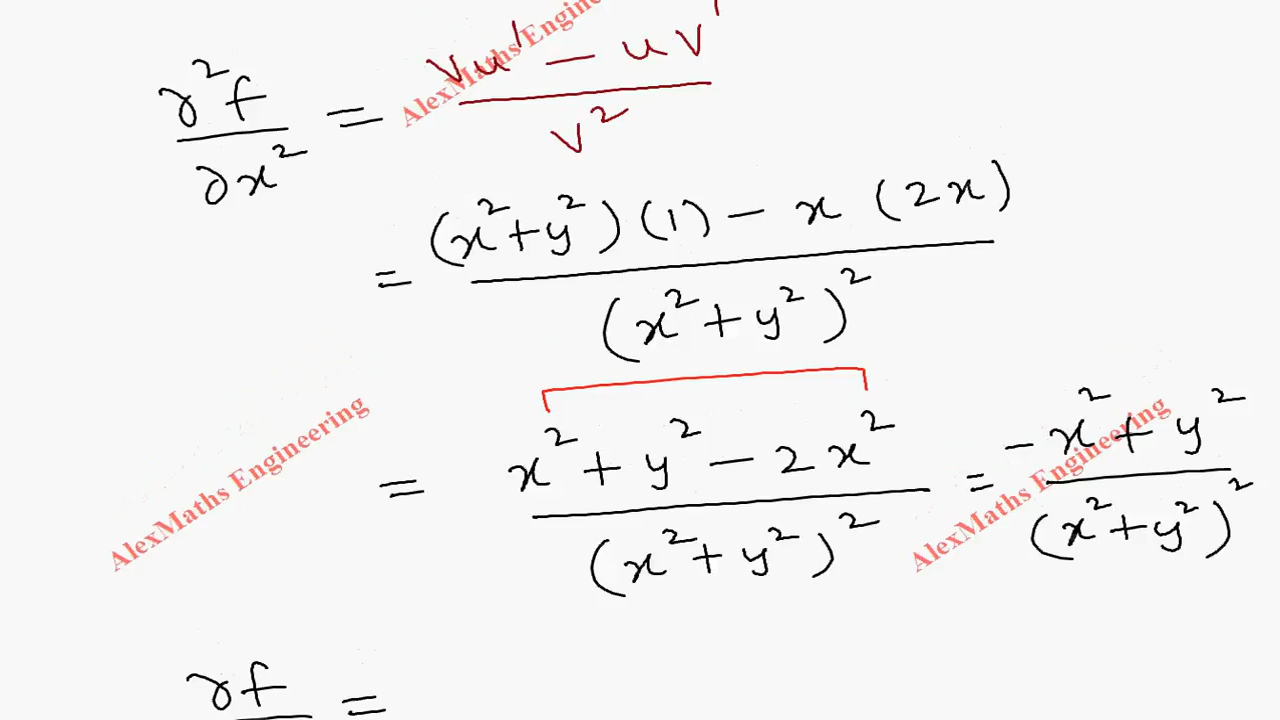 ∂²f/∂x² = (vu' − uv')/v²
= ((x²+y²)(1) − x(2x))/(x²+y²)²
= (x²+y²−2x²)/(x²+y²)² = (−x²+y²)/(x²+y²)²
∂f =
AlexMaths Engineering
AlexMaths Engineering
AlexMaths Engineering